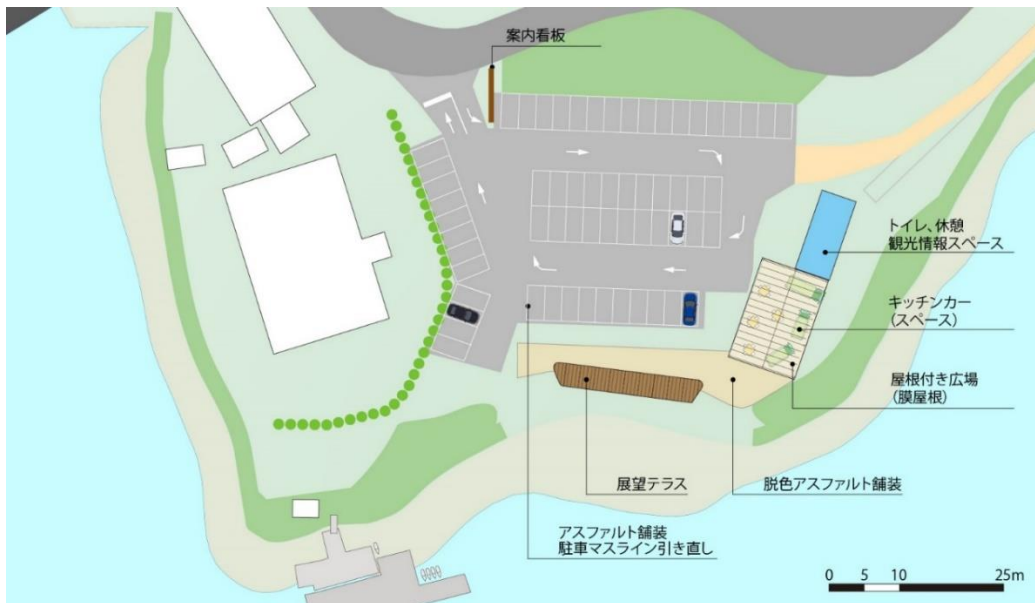 案内看板
トイレ、休憩
観光情報スペース
キッチンカー
（スペース）
屋根付き広場
（膜屋根）
展望テラス
脱色アスファルト舗装
アスファルト舗装
駐車マスライン引き直し
0 5 10 25m